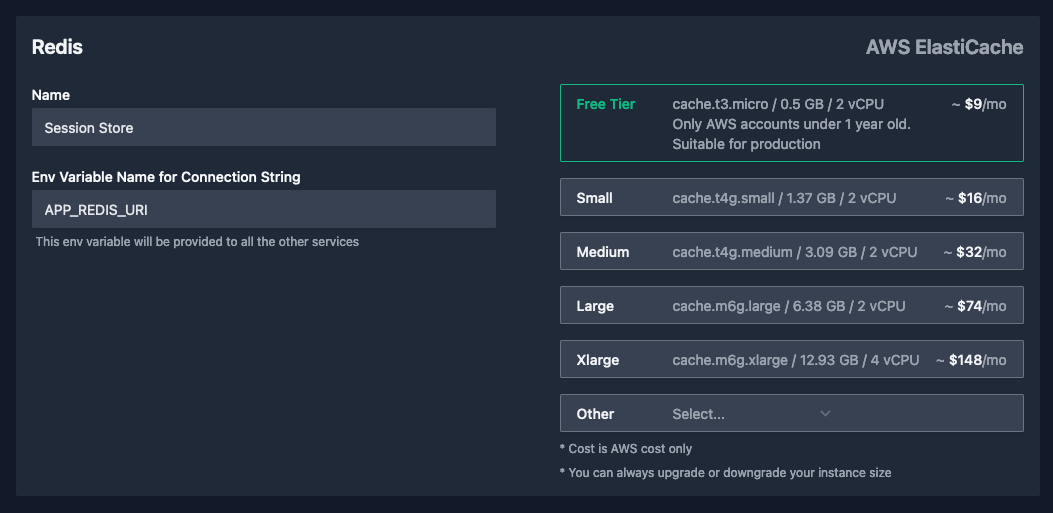 Redis
AWS ElastiCache
Name
Session Store
Env Variable Name for Connection String
APP_REDIS_URI
This env variable will be provided to all the other services
Free Tier cache.t3.micro / 0.5 GB / 2 vCPU ~ $9/mo
Only AWS accounts under 1 year old.
Suitable for production
Small cache.t4g.small / 1.37 GB / 2 vCPU ~ $16/mo
Medium cache.t4g.medium / 3.09 GB / 2 vCPU ~ $32/mo
Large cache.m6g.large / 6.38 GB / 2 vCPU ~ $74/mo
Xlarge cache.m6g.xlarge / 12.93 GB / 4 vCPU ~ $148/mo
Other Select...
* Cost is AWS cost only
* You can always upgrade or downgrade your instance size